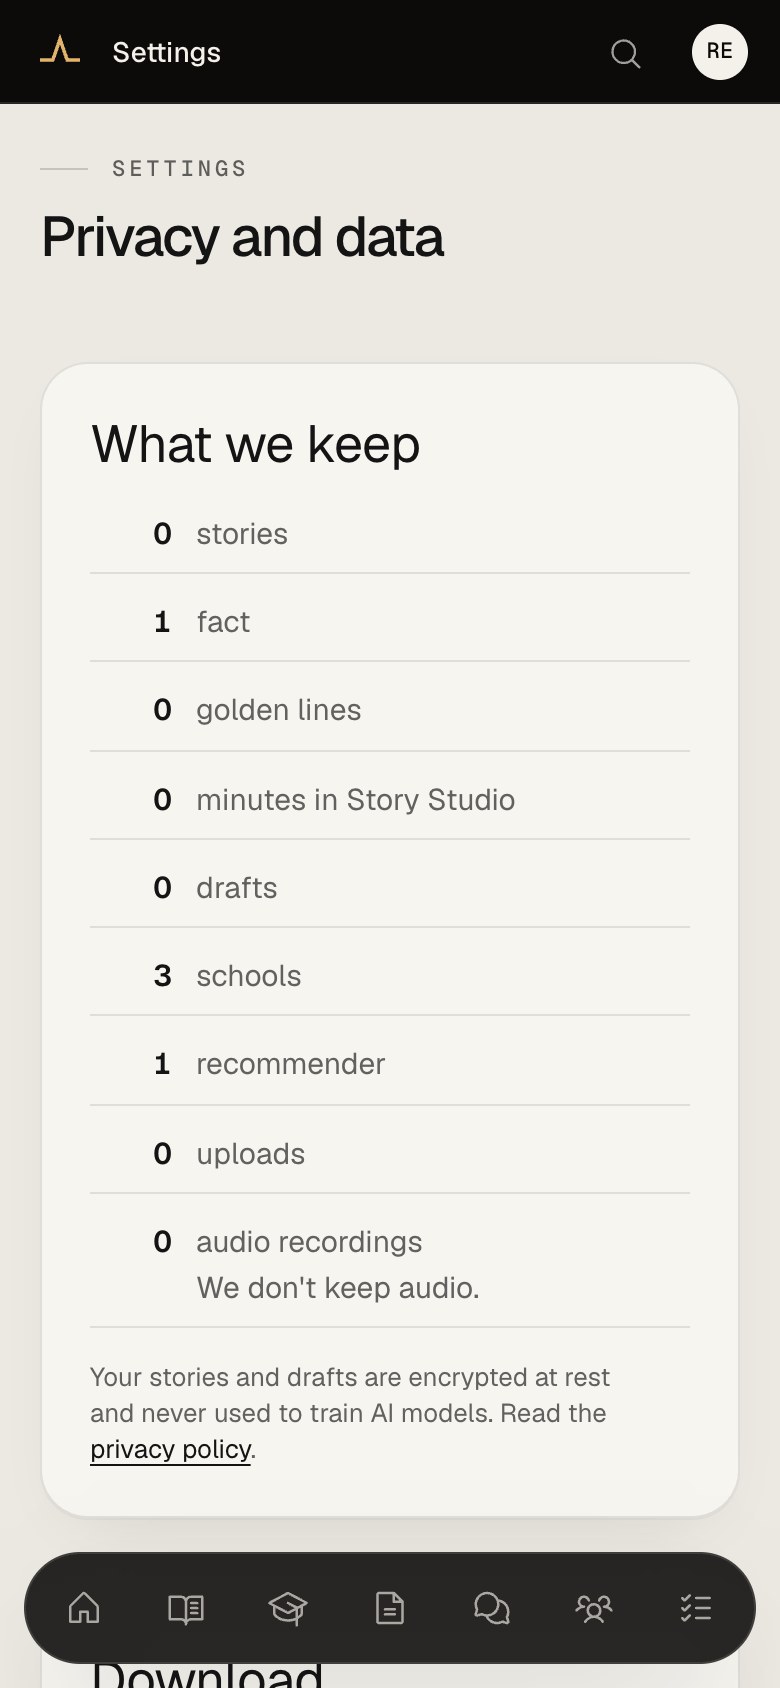 Settings
RE
SETTINGS
Privacy and data
What we keep
0 stories
1 fact
0 golden lines
0 minutes in Story Studio
0 drafts
3 schools
1 recommender
0 uploads
0 audio recordings
We don't keep audio.
Your stories and drafts are encrypted at rest
and never used to train AI models. Read the
privacy policy.
Download